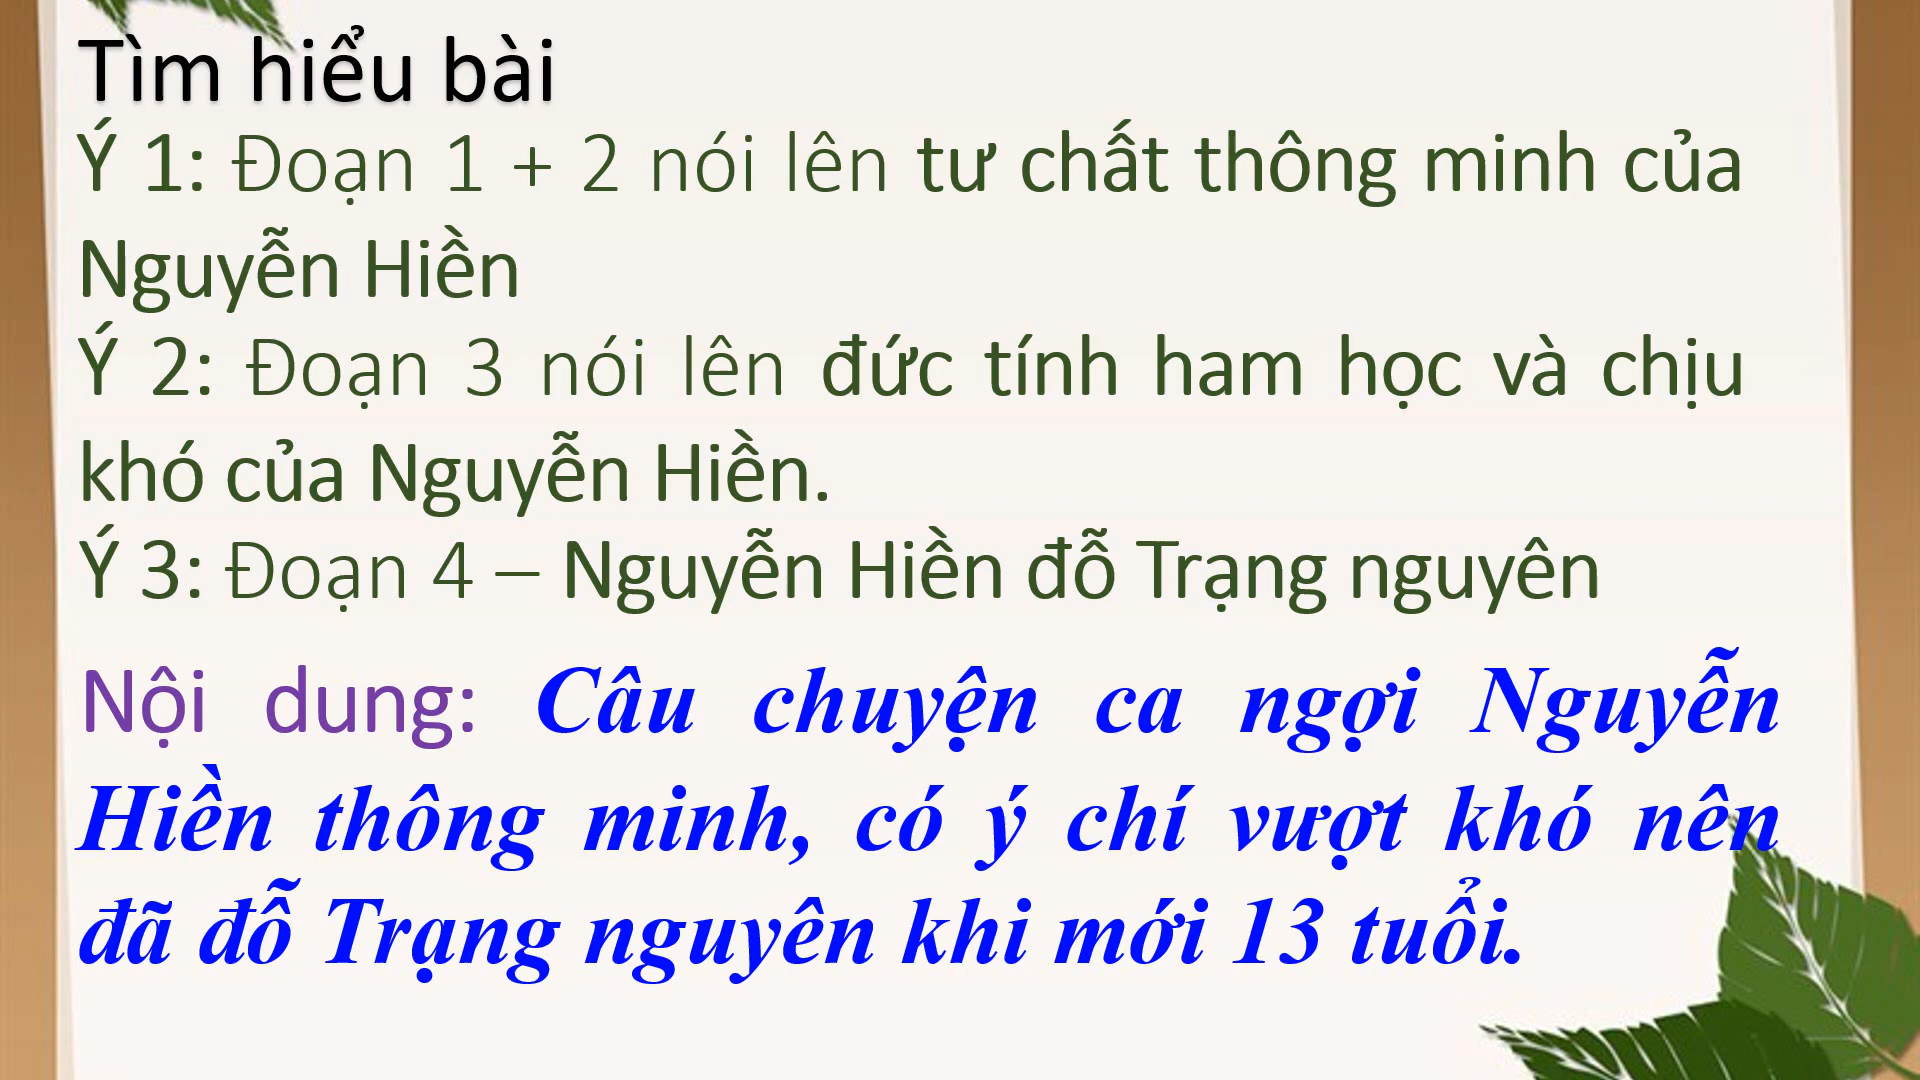 Tìm hiểu bài
Ý 1: Đoạn 1 + 2 nói lên tư chất thông minh của
Nguyễn Hiền
Ý 2: Đoạn 3 nói lên đức tính ham học và chịu
khó của Nguyễn Hiền.
Ý 3: Đoạn 4 – Nguyễn Hiền đỗ Trạng nguyên
Nội dung: Câu chuyện ca ngợi Nguyễn
Hiền thông minh, có ý chí vượt khó nên
đã đỗ Trạng nguyên khi mới 13 tuổi.